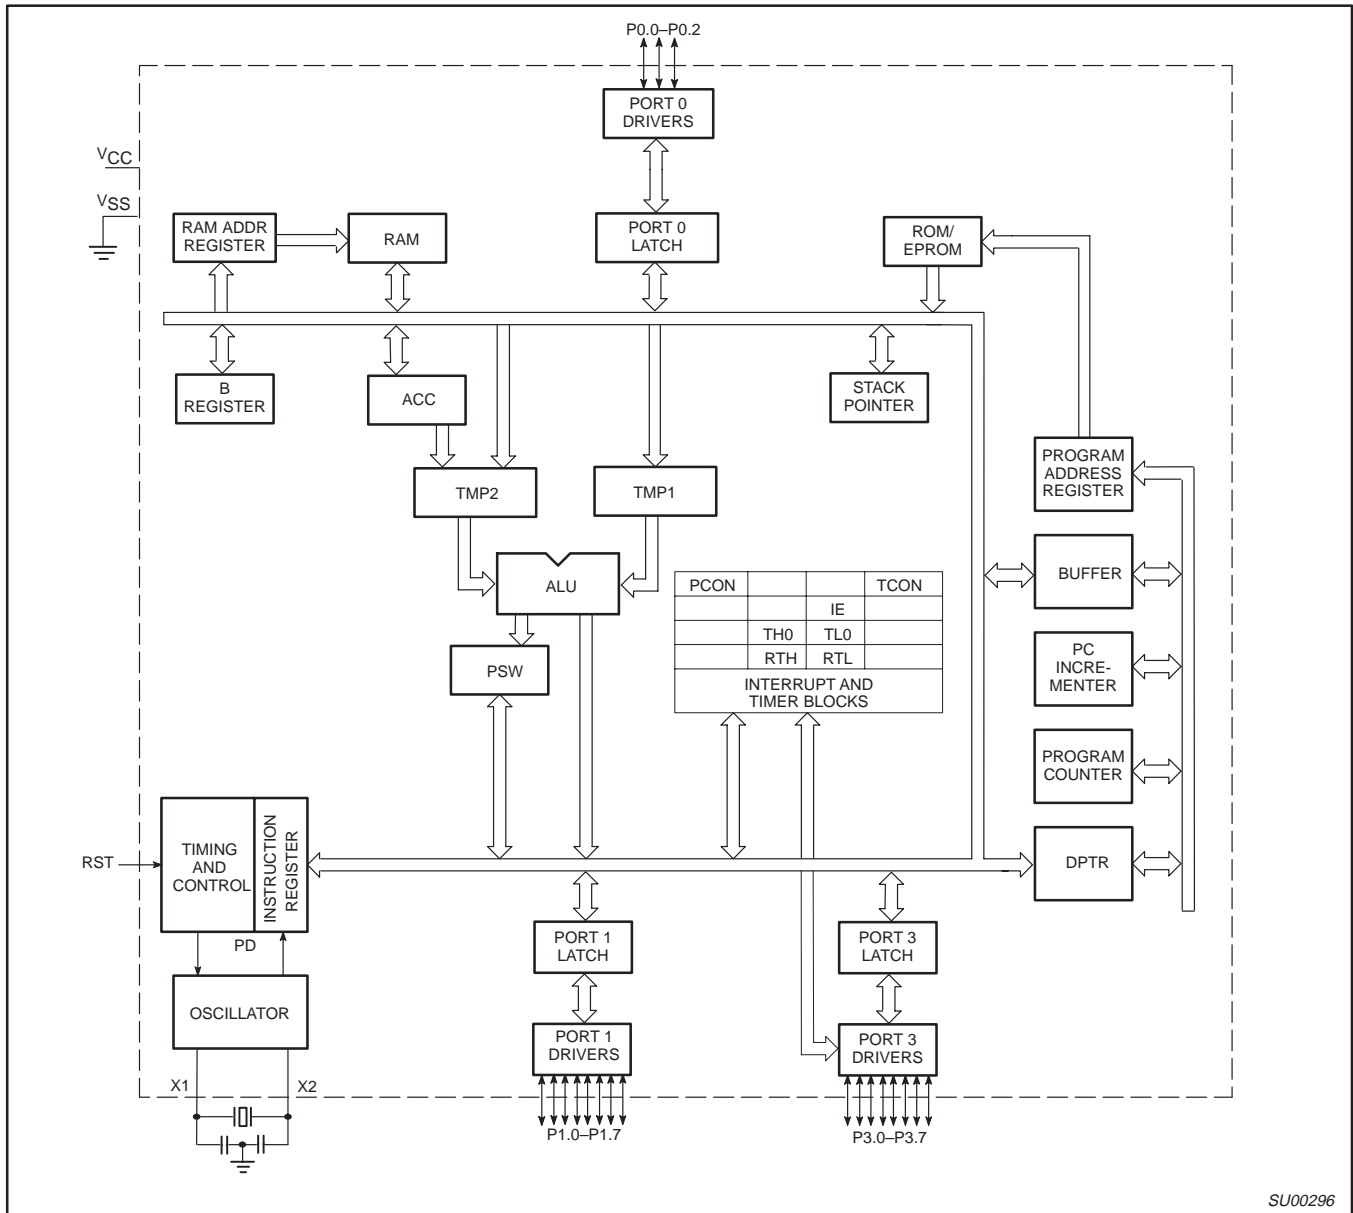 P0.0–P0.2
PORT 0
DRIVERS
VCC
VSS
RAM ADDR
REGISTER
RAM
PORT 0
LATCH
ROM/
EPROM
B
REGISTER
ACC
STACK
POINTER
PROGRAM
ADDRESS
REGISTER
TMP2
TMP1
ALU
PCON TCON
IE
TH0 TL0
RTH RTL
INTERRUPT AND
TIMER BLOCKS
BUFFER
PSW
PC
INCRE-
MENTER
PROGRAM
COUNTER
RST
TIMING
AND
CONTROL
INSTRUCTION
REGISTER
DPTR
PD
PORT 1
LATCH
PORT 3
LATCH
OSCILLATOR
PORT 1
DRIVERS
PORT 3
DRIVERS
X1 X2
P1.0–P1.7
P3.0–P3.7
SU00296